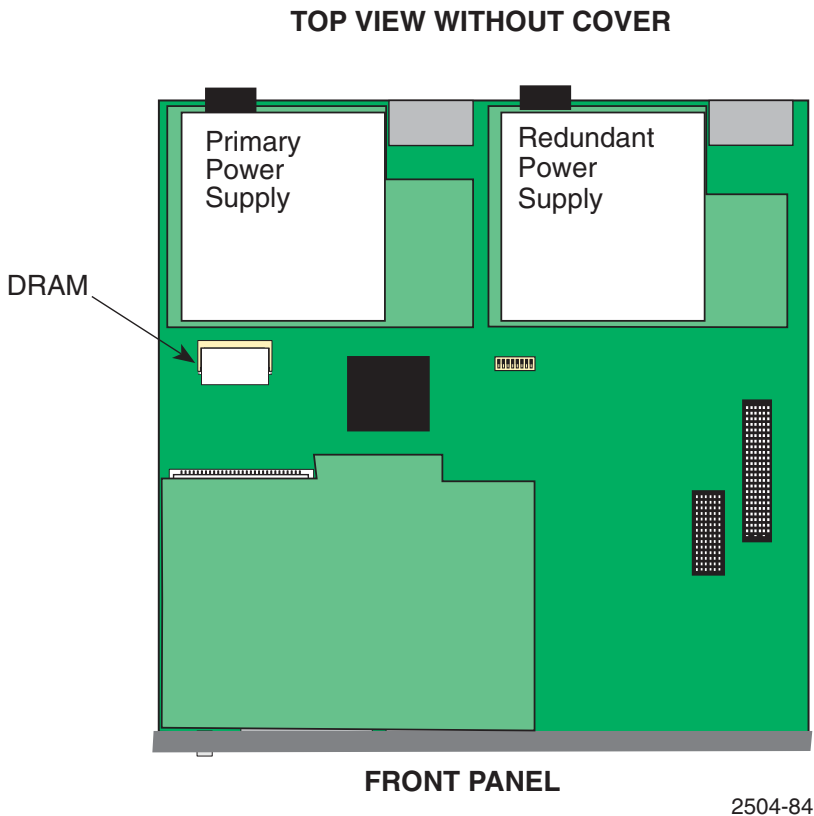 TOP VIEW WITHOUT COVER
Primary
Power
Supply
Redundant
Power
Supply
DRAM
FRONT PANEL
2504-84